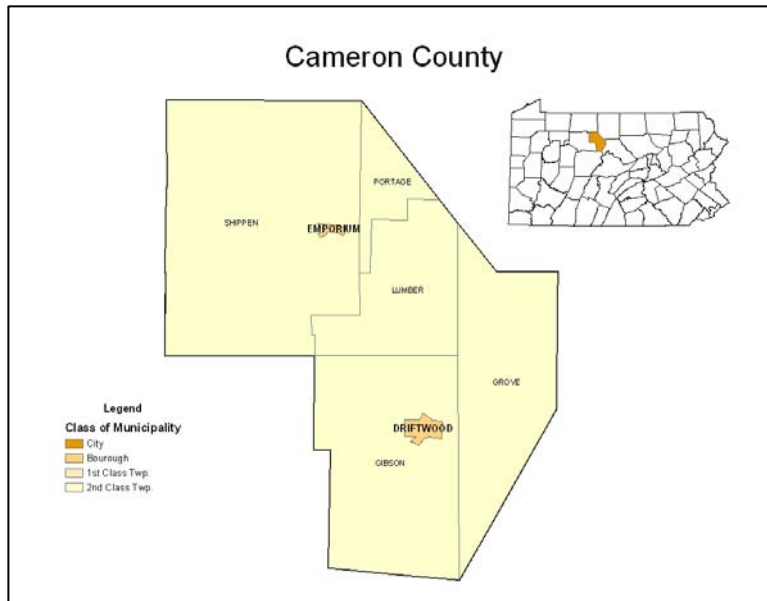 Cameron County
PORTAGE
SHIPPEN
EMPORIUM
LUMBER
GROVE
DRIFTWOOD
GIBSON
Legend
Class of Municipality
City
Bourough
1st Class Twp.
2nd Class Twp.